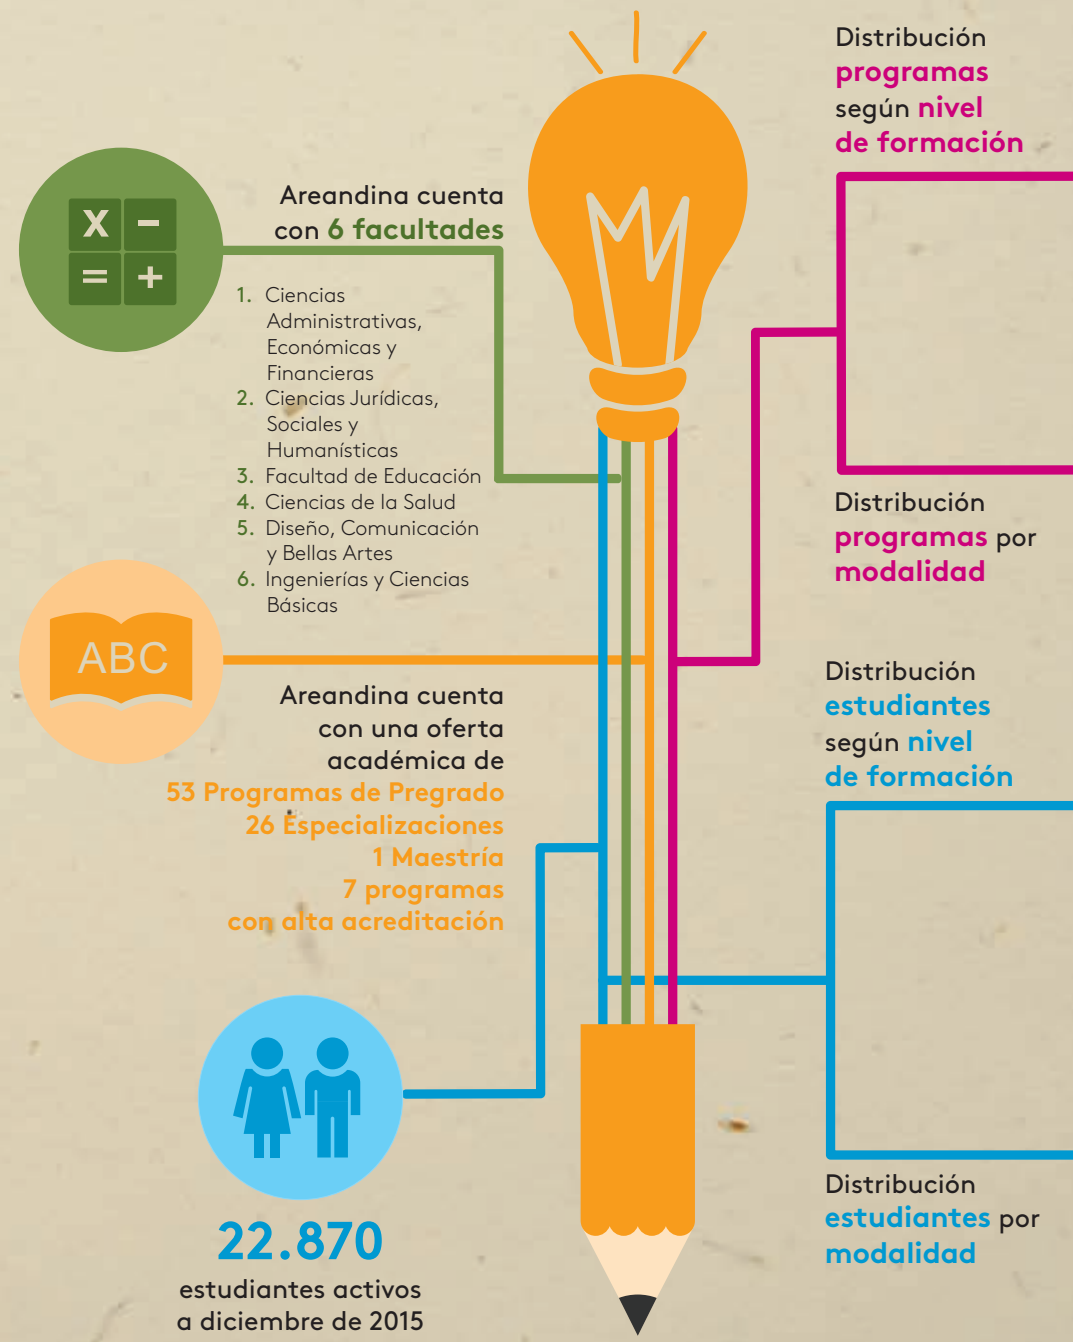 Areandina cuenta
con 6 facultades
X -
= +
1. Ciencias
Administrativas,
Económicas y
Financieras
2. Ciencias Jurídicas,
Sociales y
Humanísticas
3. Facultad de Educación
4. Ciencias de la Salud
5. Diseño, Comunicación
y Bellas Artes
6. Ingenierías y Ciencias
Básicas
ABC
Areandina cuenta
con una oferta
académica de
53 Programas de Pregrado
26 Especializaciones
1 Maestría
7 programas
con alta acreditación
22.870
estudiantes activos
a diciembre de 2015
Distribución
programas
según nivel
de formación
Distribución
programas por
modalidad
Distribución
estudiantes
según nivel
de formación
Distribución
estudiantes por
modalidad